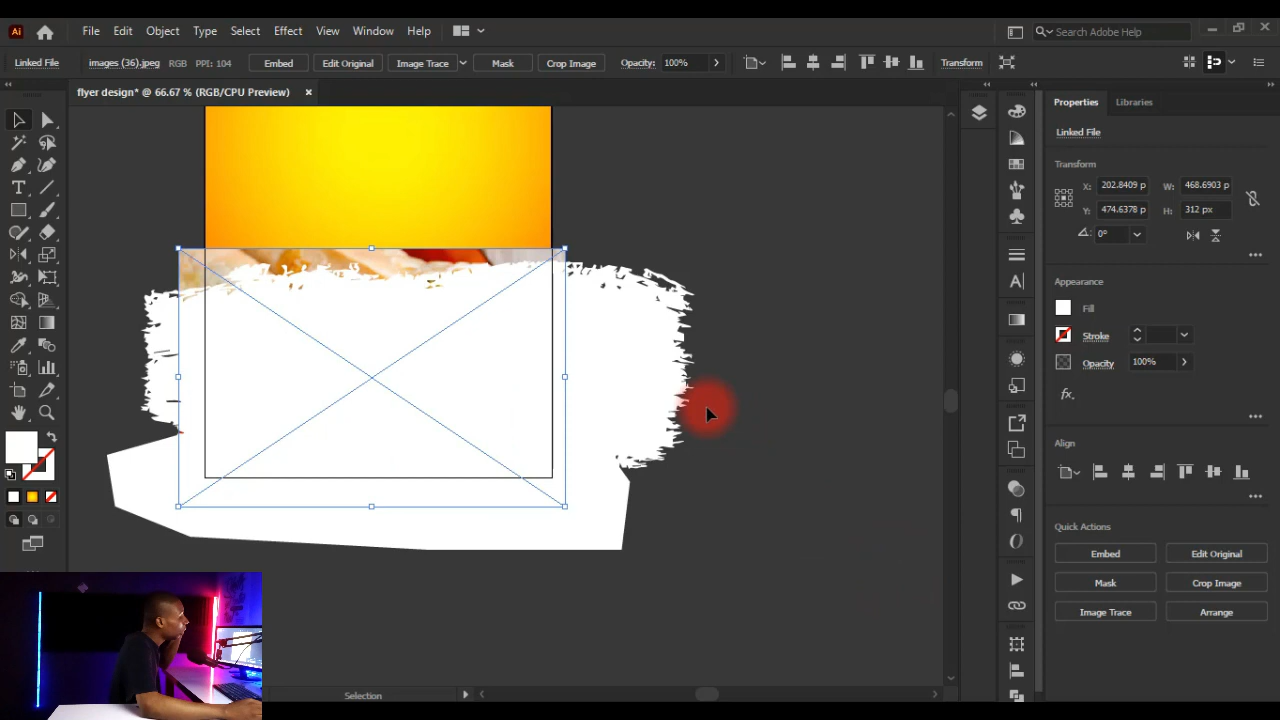 Ai File Edit Object Type Select Effect View Window Help Search Adobe Help
Linked File images (36).jpeg RGB PPI: 104 Embed Edit Original Image Trace Mask Crop Image Opacity: 100% Transform
flyer design* @ 66.67 % (RGB/CPU Preview) ×
Properties Libraries
Linked File
Transform
X: 202.8409 p W: 468.6903 p
Y: 474.6378 p H: 312 px
0°
Appearance
Fill
Stroke
Opacity 100%
fx.
Align
Quick Actions
Embed Edit Original
Mask Crop Image
Image Trace Arrange
Selection